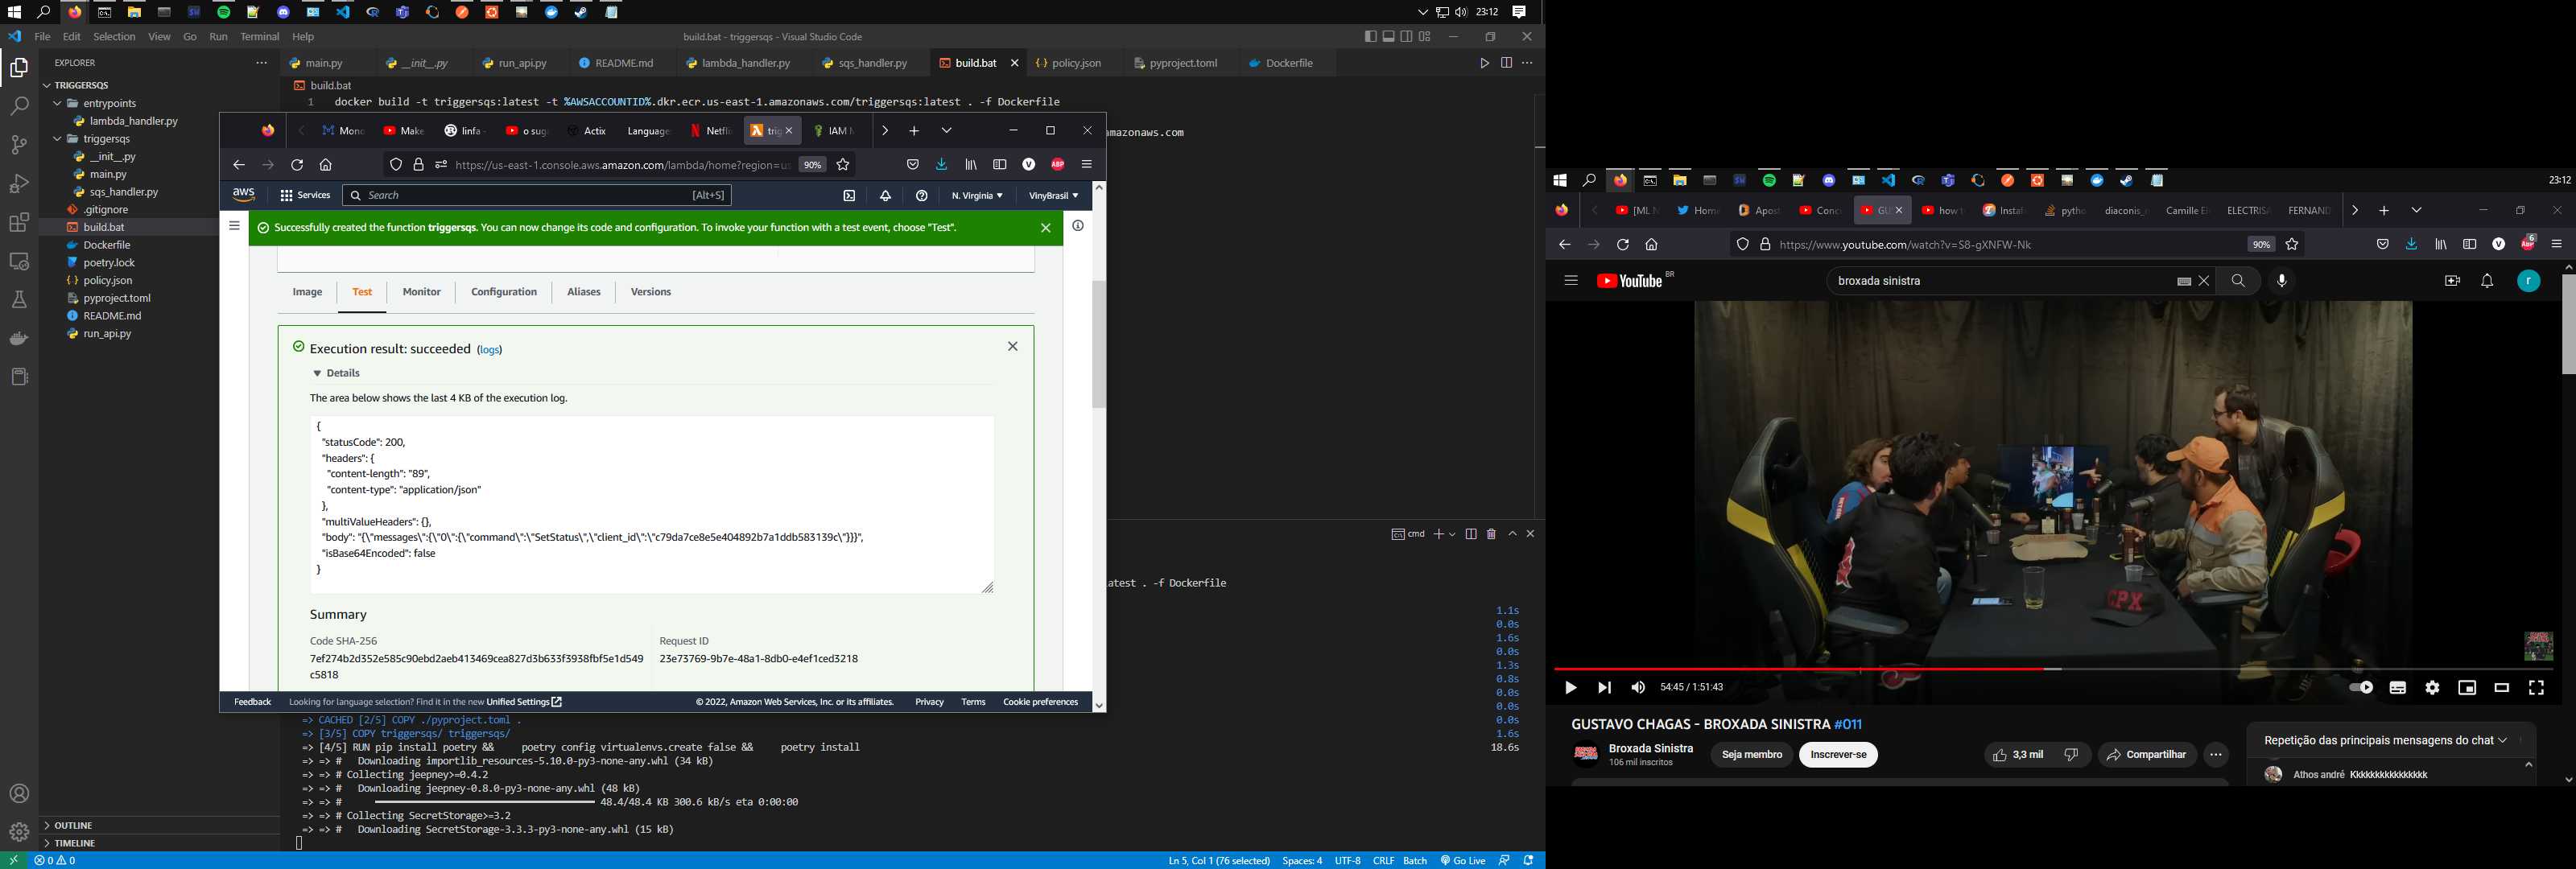 23:12
File Edit Selection View Go Run Terminal Help
build.bat - triggersqs - Visual Studio Code
EXPLORER
TRIGGERSQS
entrypoints
lambda_handler.py
triggersqs
__init__.py
main.py
sqs_handler.py
.gitignore
build.bat
Dockerfile
poetry.lock
policy.json
pyproject.toml
README.md
run_api.py
OUTLINE
TIMELINE
main.py __init__.py run_api.py README.md lambda_handler.py sqs_handler.py build.bat policy.json pyproject.toml Dockerfile
build.bat
1 docker build -t triggersqs:latest -t %AWSACCOUNTID%.dkr.ecr.us-east-1.amazonaws.com/triggersqs:latest . -f Dockerfile
amazonaws.com
Mono Make linfa - o sug Actix Language Netfli trig IAM M
https://us-east-1.console.aws.amazon.com/lambda/home?region=us 90%
aws Services Search [Alt+S] N. Virginia VinyBrasil
Successfully created the function triggersqs. You can now change its code and configuration. To invoke your function with a test event, choose "Test".
Image Test Monitor Configuration Aliases Versions
Execution result: succeeded (logs)
Details
The area below shows the last 4 KB of the execution log.
{
"statusCode": 200,
"headers": {
"content-length": "89",
"content-type": "application/json"
},
"multiValueHeaders": {},
"body": "{\"messages\":{\"0\":{\"command\":\"SetStatus\",\"client_id\":\"c79da7ce8e5e404892b7a1ddb583139c\"}}}",
"isBase64Encoded": false
}
Summary
Code SHA-256
7ef274b2d352e585c90ebd2aeb413469cea827d3b633f3938fbf5e1d549
c5818
Request ID
23e73769-9b7e-48a1-8db0-e4ef1ced3218
Feedback Looking for language selection? Find it in the new Unified Settings © 2022, Amazon Web Services, Inc. or its affiliates. Privacy Terms Cookie preferences
cmd
latest . -f Dockerfile
1.1s
0.0s
1.6s
0.0s
1.3s
0.8s
0.0s
0.0s
=> CACHED [2/5] COPY ./pyproject.toml . 0.0s
=> [3/5] COPY triggersqs/ triggersqs/ 1.6s
=> [4/5] RUN pip install poetry && poetry config virtualenvs.create false && poetry install 18.6s
=> => # Downloading importlib_resources-5.10.0-py3-none-any.whl (34 kB)
=> => # Collecting jeepney>=0.4.2
=> => # Downloading jeepney-0.8.0-py3-none-any.whl (48 kB)
=> => # 48.4/48.4 KB 300.6 kB/s eta 0:00:00
=> => # Collecting SecretStorage>=3.2
=> => # Downloading SecretStorage-3.3.3-py3-none-any.whl (15 kB)
0 0 Ln 5, Col 1 (76 selected) Spaces: 4 UTF-8 CRLF Batch Go Live
23:12
[ML N Home Apost Conc GU how t Instaf pytho diaconis_ Camille El ELECTRISA FERNAND
https://www.youtube.com/watch?v=S8-gXNFW-Nk 90% 6
YouTube BR
broxada sinistra
r
CPX
54:45 / 1:51:43
GUSTAVO CHAGAS - BROXADA SINISTRA #011
Broxada Sinistra
106 mil inscritos
Seja membro Inscrever-se 3,3 mil Compartilhar
Repetição das principais mensagens do chat
Athos andré Kkkkkkkkkkkkkkkk